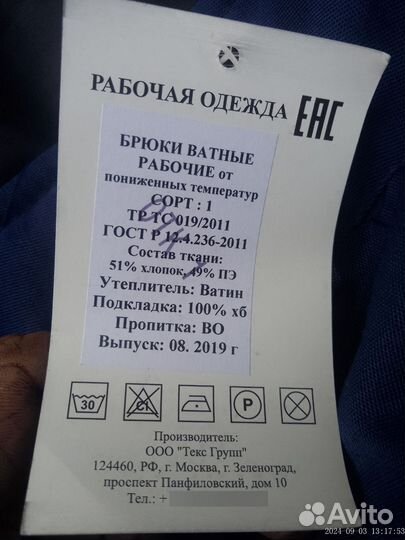 РАБОЧАЯ ОДЕЖДА EAC
БРЮКИ ВАТНЫЕ
РАБОЧИЕ от
пониженных температур
СОРТ : 1
ТР ТС 019/2011
ГОСТ Р 12.4.236-2011
Состав ткани:
51% хлопок, 49% ПЭ
Утеплитель: Ватин
Подкладка: 100% хб
Пропитка: ВО
Выпуск: 08. 2019 г
30 Cl P
Производитель:
ООО "Текс Групп"
124460, РФ, г. Москва, г. Зеленоград,
проспект Панфиловский, дом 10
Тел.: +
Avito
2024 09 03 13:17:53